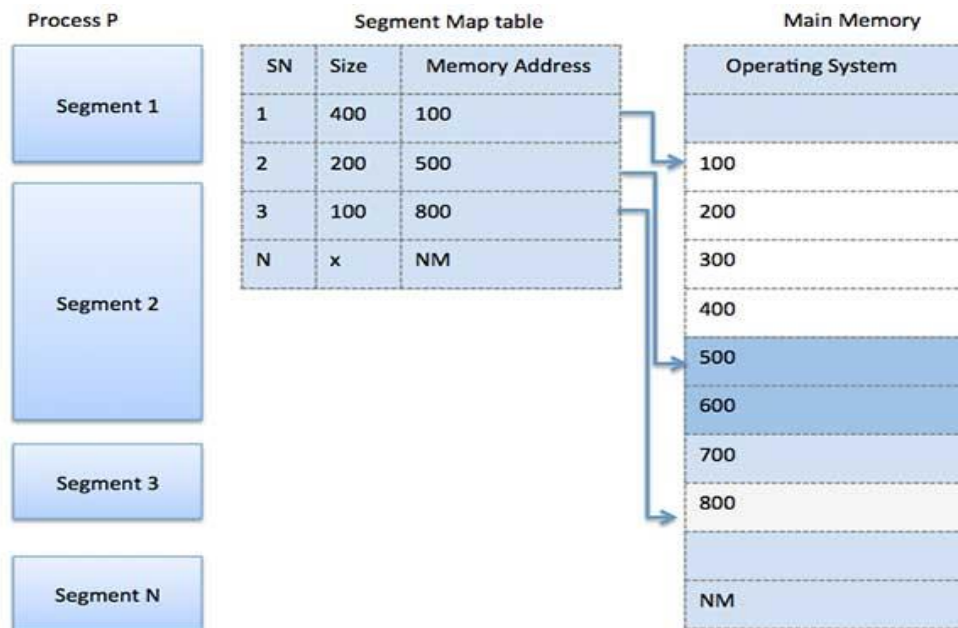 Process P
Segment 1
Segment 2
Segment 3
Segment N
Segment Map table
SN Size Memory Address
1 400 100
2 200 500
3 100 800
N x NM
Main Memory
Operating System
100
200
300
400
500
600
700
800
NM